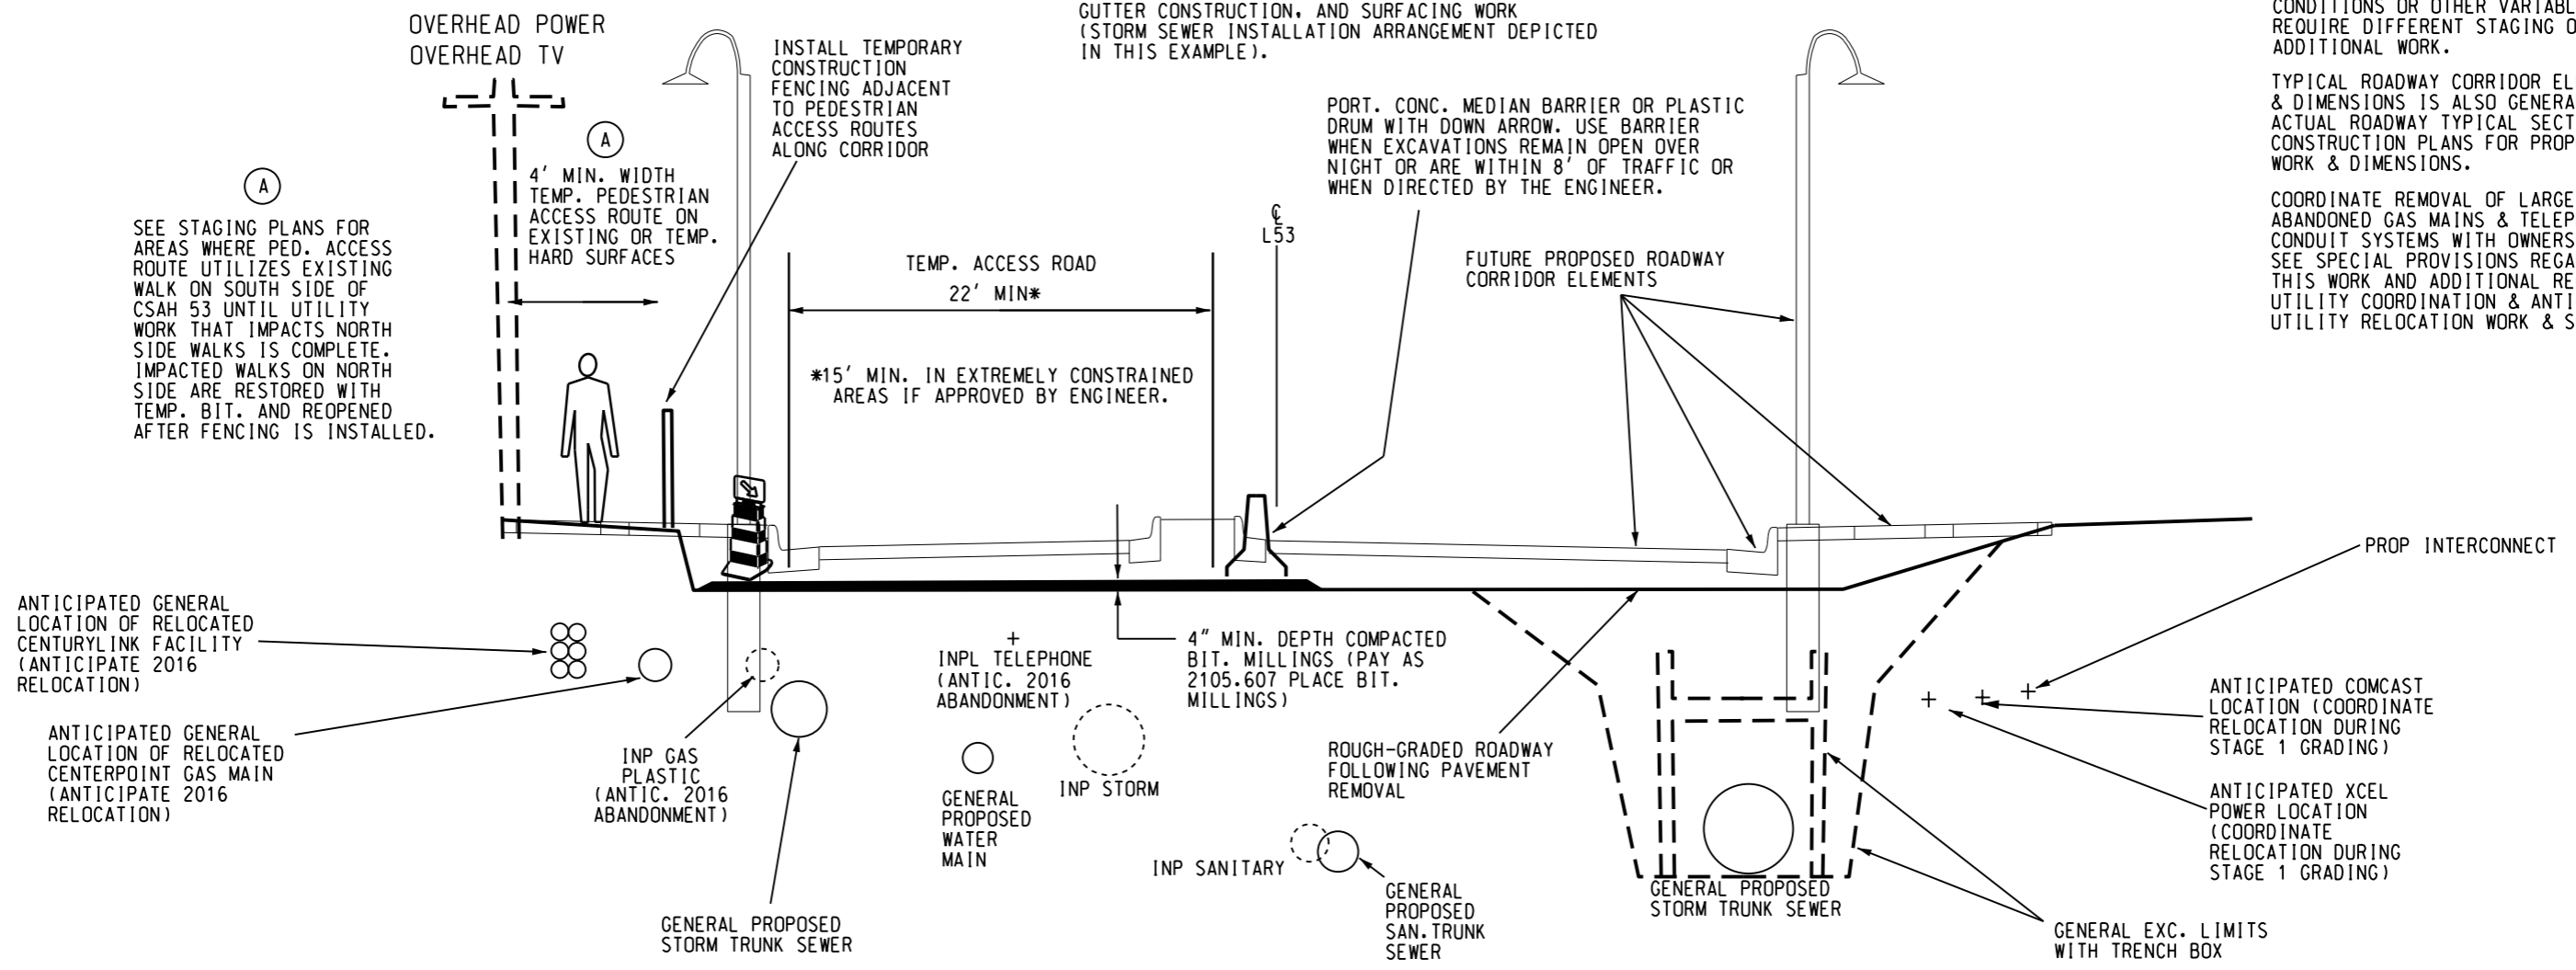 OVERHEAD POWER
OVERHEAD TV
GUTTER CONSTRUCTION, AND SURFACING WORK
(STORM SEWER INSTALLATION ARRANGEMENT DEPICTED
IN THIS EXAMPLE).
CONDITIONS OR OTHER
REQUIRE DIFFERENT STAGING
ADDITIONAL WORK.
TYPICAL ROADWAY CORRIDOR
& DIMENSIONS IS ALSO
ACTUAL ROADWAY TYPICAL
CONSTRUCTION PLANS FOR
WORK & DIMENSIONS.
COORDINATE REMOVAL OF LARGE
ABANDONED GAS MAINS &
CONDUIT SYSTEMS WITH OWNERS
SEE SPECIAL PROVISIONS
THIS WORK AND ADDITIONAL
UTILITY COORDINATION &
UTILITY RELOCATION WORK &
INSTALL TEMPORARY
CONSTRUCTION
FENCING ADJACENT
TO PEDESTRIAN
ACCESS ROUTES
ALONG CORRIDOR
PORT. CONC. MEDIAN BARRIER OR PLASTIC
DRUM WITH DOWN ARROW. USE BARRIER
WHEN EXCAVATIONS REMAIN OPEN OVER
NIGHT OR ARE WITHIN 8' OF TRAFFIC OR
WHEN DIRECTED BY THE ENGINEER.
A
4' MIN. WIDTH
TEMP. PEDESTRIAN
ACCESS ROUTE ON
EXISTING OR TEMP.
HARD SURFACES
A
SEE STAGING PLANS FOR
AREAS WHERE PED. ACCESS
ROUTE UTILIZES EXISTING
WALK ON SOUTH SIDE OF
CSAH 53 UNTIL UTILITY
WORK THAT IMPACTS NORTH
SIDE WALKS IS COMPLETE.
IMPACTED WALKS ON NORTH
SIDE ARE RESTORED WITH
TEMP. BIT. AND REOPENED
AFTER FENCING IS INSTALLED.
℄
L53
TEMP. ACCESS ROAD
22' MIN*
*15' MIN. IN EXTREMELY CONSTRAINED
AREAS IF APPROVED BY ENGINEER.
FUTURE PROPOSED ROADWAY
CORRIDOR ELEMENTS
PROP INTERCONNECT
ANTICIPATED GENERAL
LOCATION OF RELOCATED
CENTURYLINK FACILITY
(ANTICIPATE 2016
RELOCATION)
ANTICIPATED GENERAL
LOCATION OF RELOCATED
CENTERPOINT GAS MAIN
(ANTICIPATE 2016
RELOCATION)
INP GAS
PLASTIC
(ANTIC. 2016
ABANDONMENT)
INPL TELEPHONE
(ANTIC. 2016
ABANDONMENT)
4" MIN. DEPTH COMPACTED
BIT. MILLINGS (PAY AS
2105.607 PLACE BIT.
MILLINGS)
INP STORM
GENERAL
PROPOSED
WATER
MAIN
ROUGH-GRADED ROADWAY
FOLLOWING PAVEMENT
REMOVAL
INP SANITARY
GENERAL
PROPOSED
SAN.TRUNK
SEWER
GENERAL PROPOSED
STORM TRUNK SEWER
GENERAL PROPOSED
STORM TRUNK SEWER
ANTICIPATED COMCAST
LOCATION (COORDINATE
RELOCATION DURING
STAGE 1 GRADING)
ANTICIPATED XCEL
POWER LOCATION
(COORDINATE
RELOCATION DURING
STAGE 1 GRADING)
GENERAL EXC. LIMITS
WITH TRENCH BOX